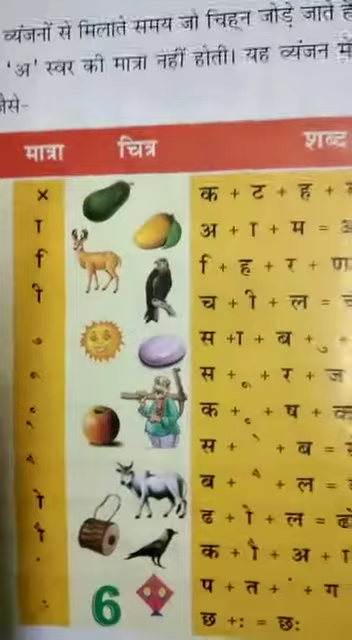 व्यंजनों से मिलाते समय जो चिह्न जोड़े जाते
'अ' स्वर की मात्रा नहीं होती। यह व्यंजन
जैसे-
मात्रा चित्र शब्द
× क + ट + ह +
ा अ + ा + म =
ि ि + ह + र + ण
ी च + ी + ल =
ु स +ा + ब + ु +
ू स + ू + र + ज
ृ क + ृ + ष + क
े स + े + ब =
ै ब + ै + ल =
ो ढ + ो + ल = ढो
ौ क + ौ + अ + ा
ं प + त + ं + ग
ः 6 छ +: = छ: